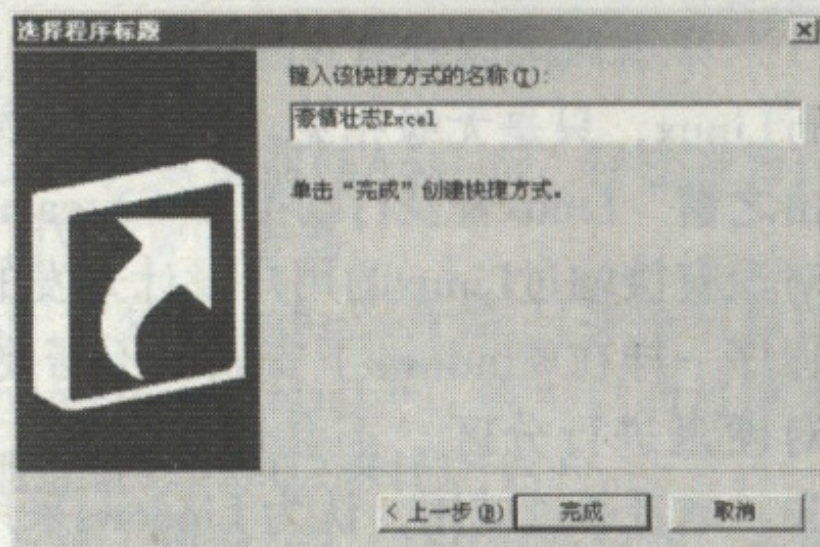 选择程序标题
键入该快捷方式的名称(T):
豪情壮志Excel
单击“完成”创建快捷方式。
< 上一步(B)
完成
取消